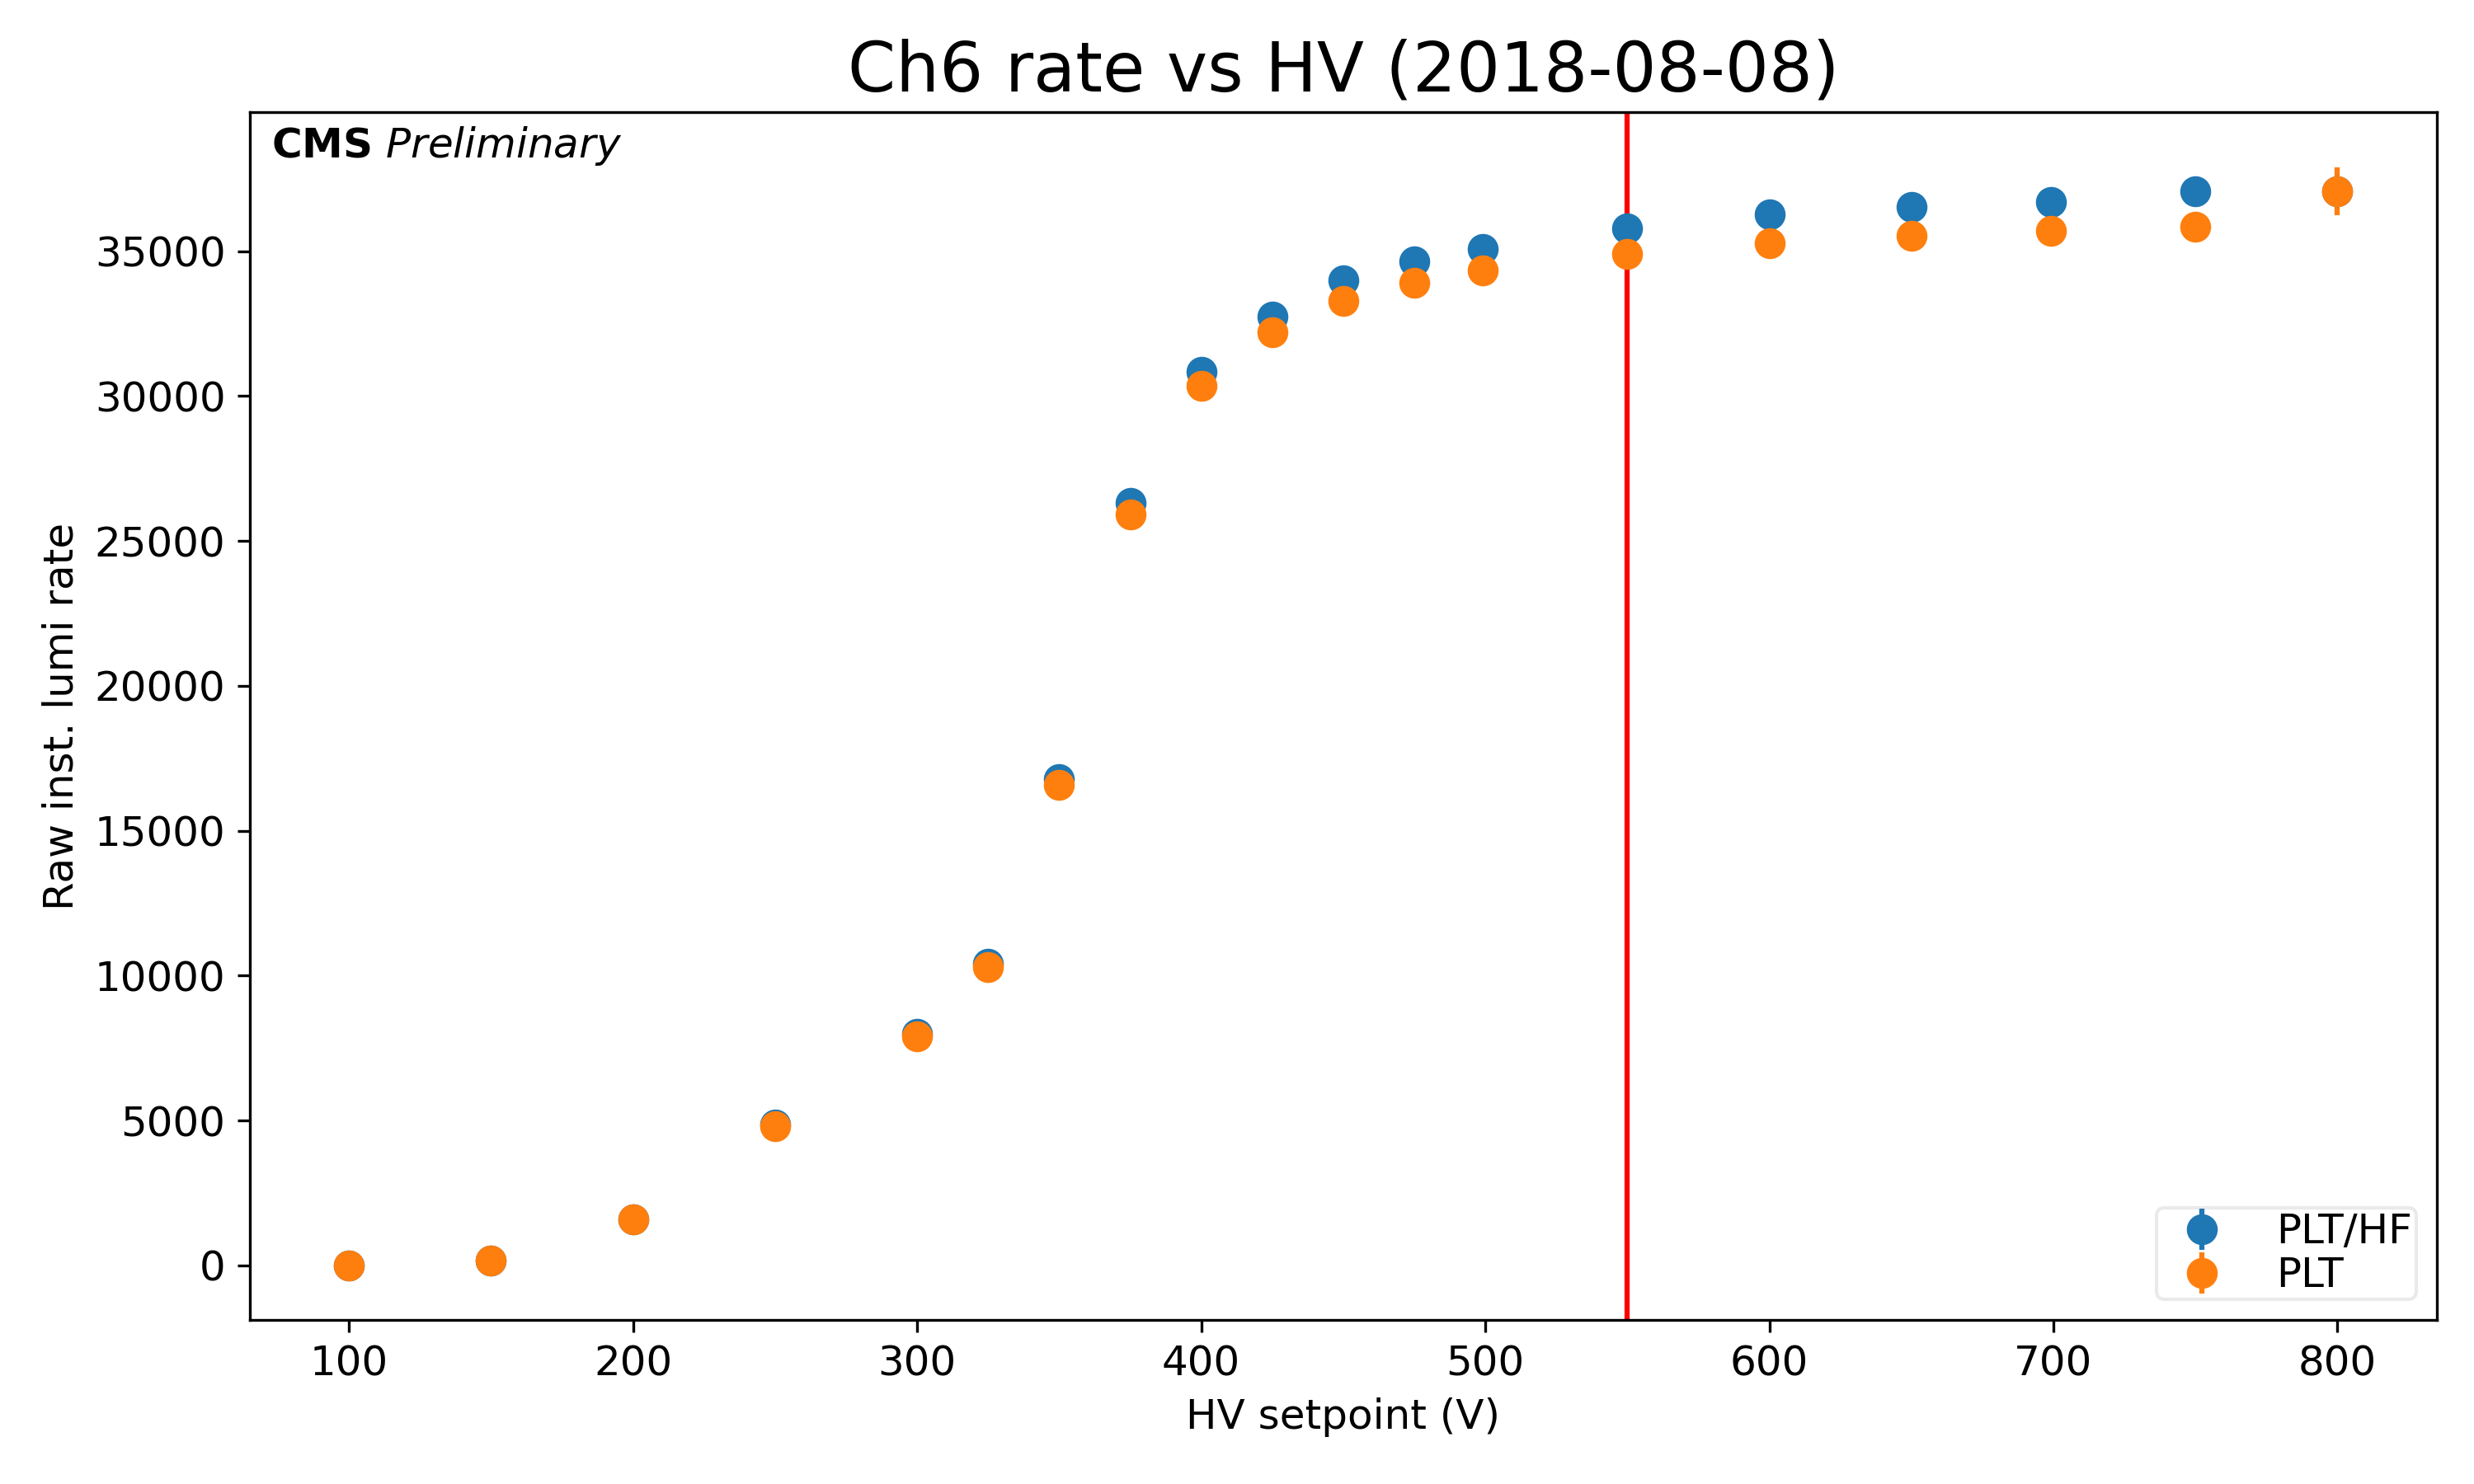 Ch6 rate vs HV (2018-08-08)
CMS Preliminary
Raw inst. lumi rate
35000
30000
25000
20000
15000
10000
5000
0
100 200 300 400 500 600 700 800
HV setpoint (V)
PLT/HF
PLT